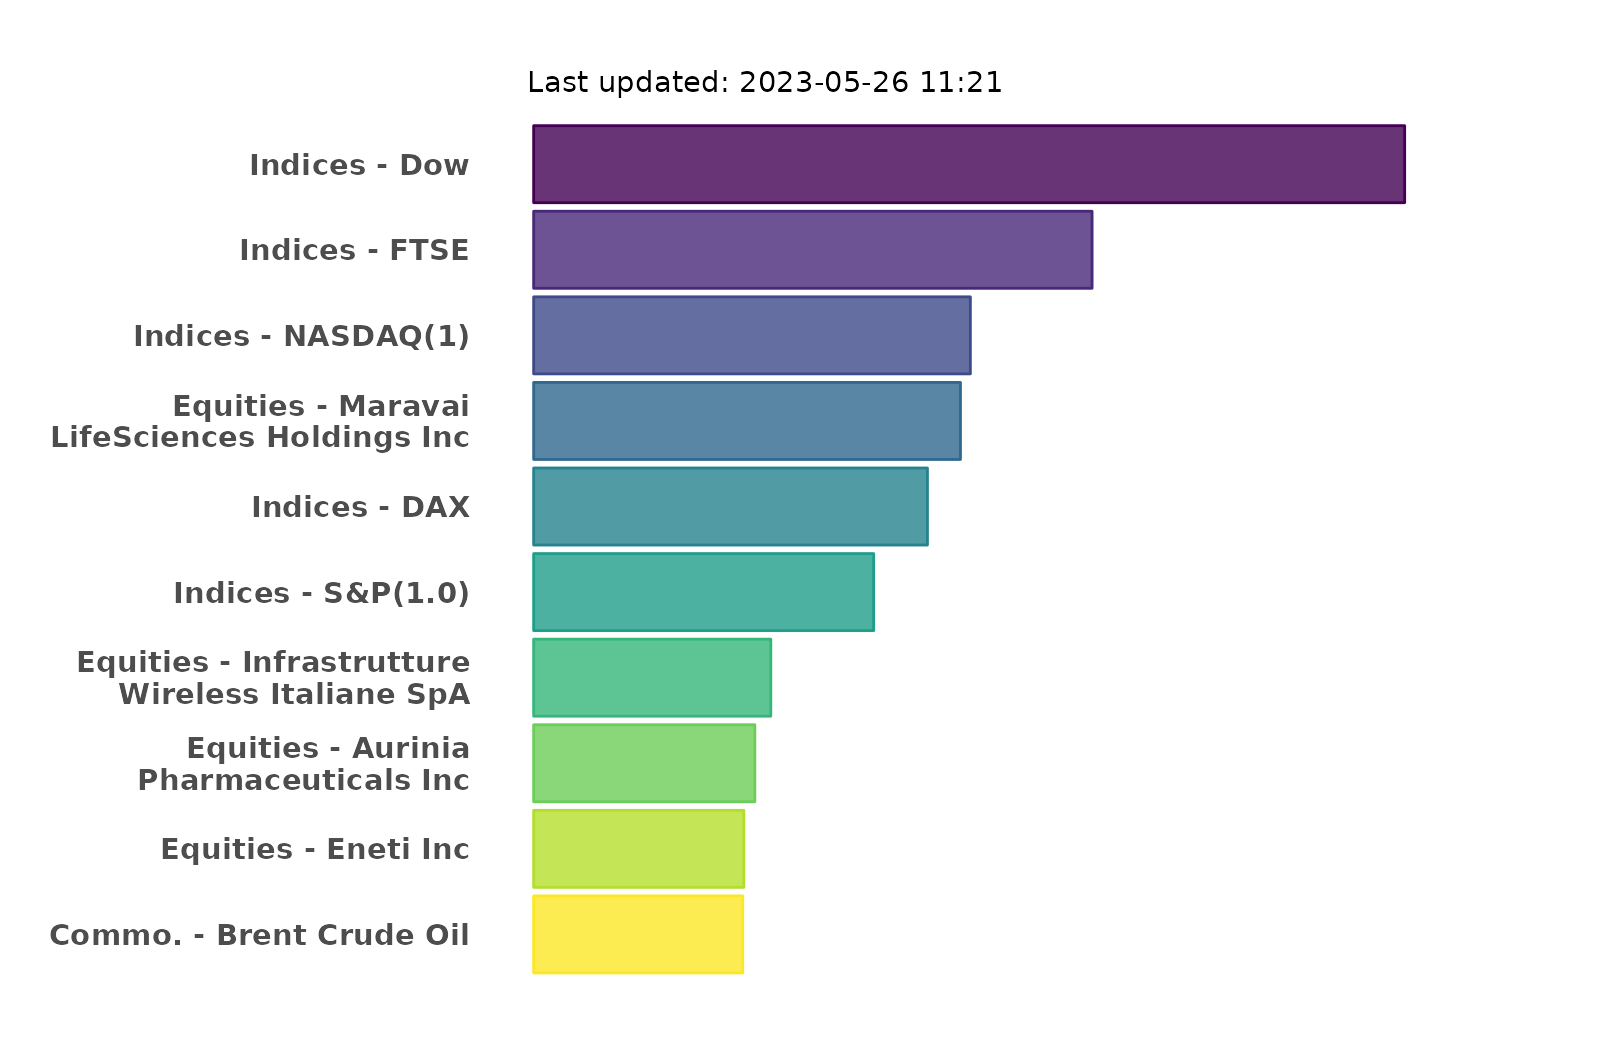 Last updated: 2023-05-26 11:21
Indices - Dow
Indices - FTSE
Indices - NASDAQ(1)
Equities - Maravai
LifeSciences Holdings Inc
Indices - DAX
Indices - S&P(1.0)
Equities - Infrastrutture
Wireless Italiane SpA
Equities - Aurinia
Pharmaceuticals Inc
Equities - Eneti Inc
Commo. - Brent Crude Oil